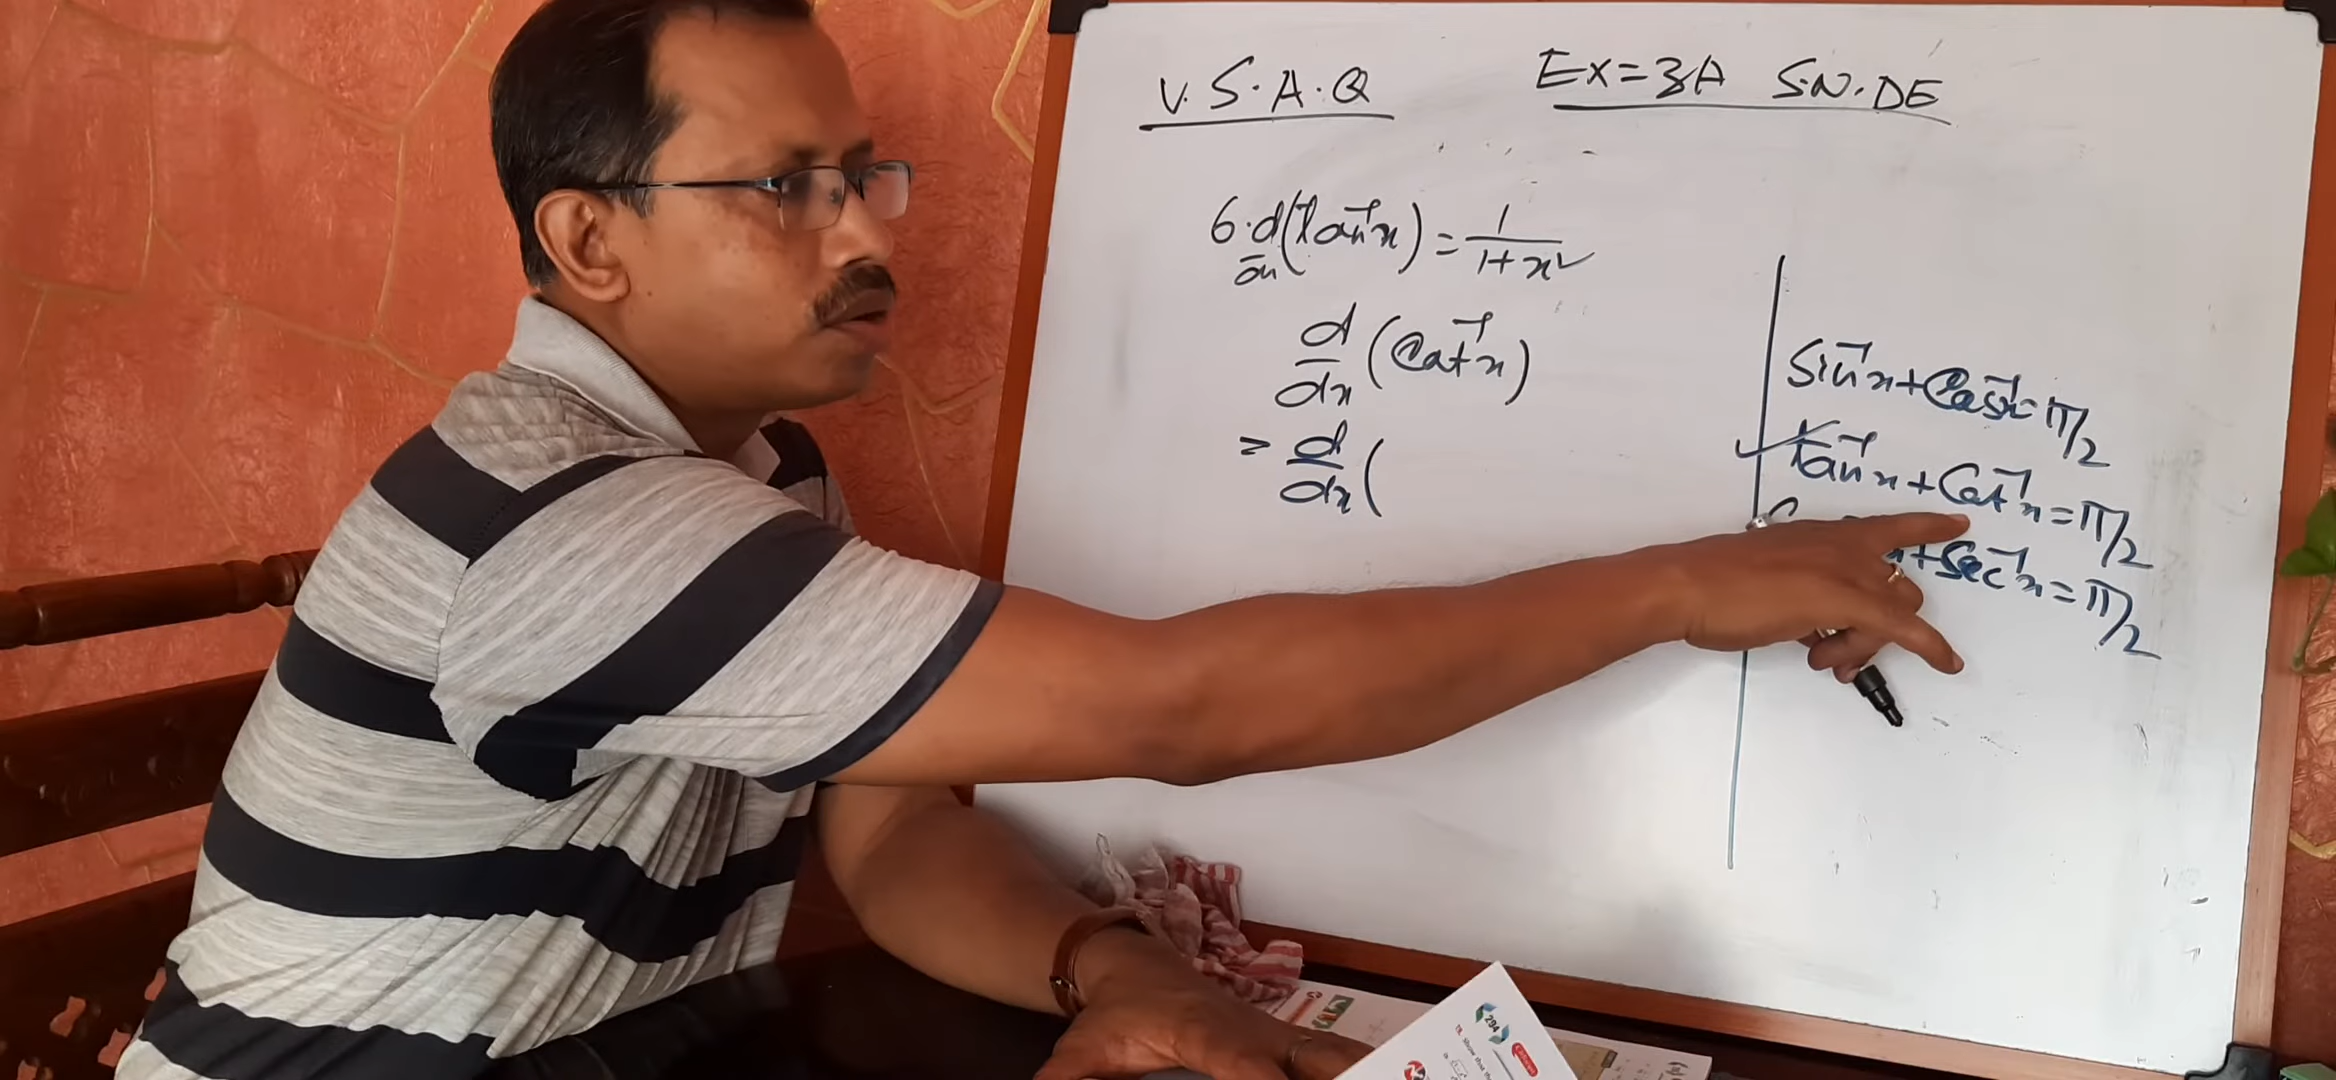 V.S.A.Q Ex=3A S.N.DE
6. d/dx (tan⁻¹x) = 1/1+x²
d/dx (Cot⁻¹x)
= d/dx (
Sin⁻¹x + Cos⁻¹x = π/2
tan⁻¹x + Cot⁻¹x = π/2
x + Sec⁻¹x = π/2
294